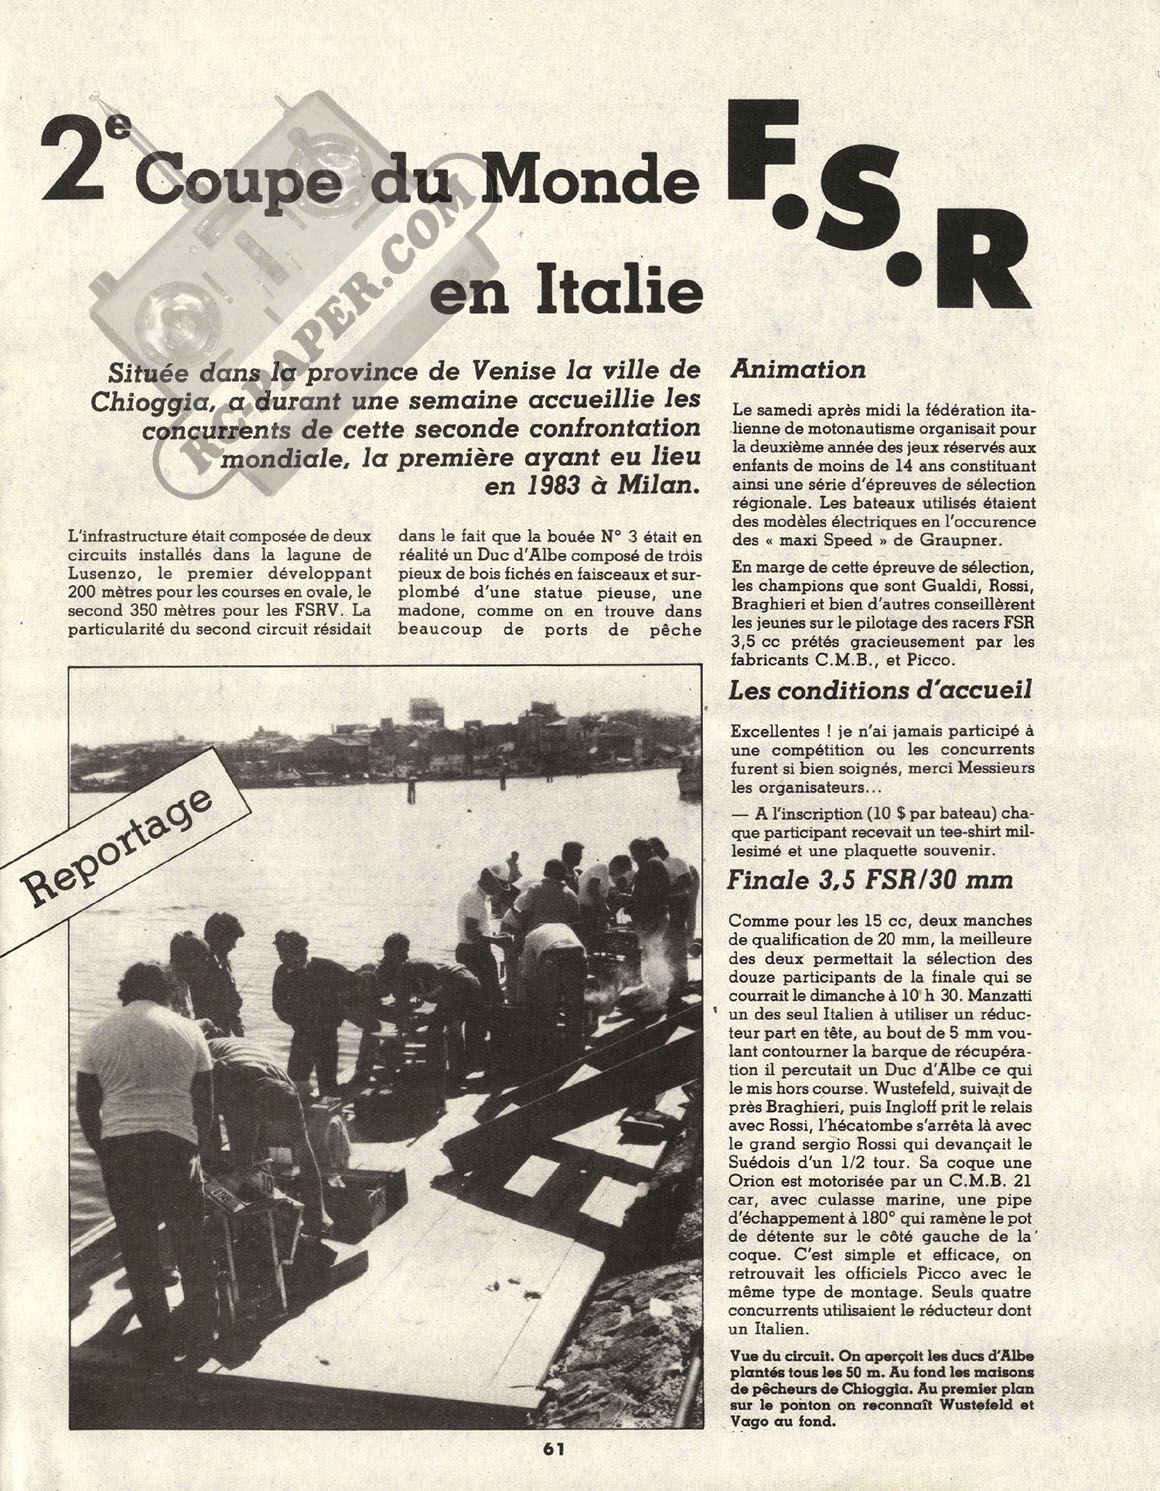 2e Coupe du Monde F.S.R
en Italie
RC-PAPER.COM
Située dans la province de Venise la ville de
Chioggia, a durant une semaine accueillie les
concurrents de cette seconde confrontation
mondiale, la première ayant eu lieu
en 1983 à Milan.
L'infrastructure était composée de deux
circuits installés dans la lagune de
Lusenzo, le premier développant
200 mètres pour les courses en ovale, le
second 350 mètres pour les FSRV. La
particularité du second circuit résidait
dans le fait que la bouée N° 3 était en
réalité un Duc d'Albe composé de trois
pieux de bois fichés en faisceaux et sur-
plombé d'une statue pieuse, une
madone, comme on en trouve dans
beaucoup de ports de pêche
Reportage
Animation
Le samedi après midi la fédération ita-
lienne de motonautisme organisait pour
la deuxième année des jeux réservés aux
enfants de moins de 14 ans constituant
ainsi une série d'épreuves de sélection
régionale. Les bateaux utilisés étaient
des modèles électriques en l'occurence
des « maxi Speed » de Graupner.
En marge de cette épreuve de sélection,
les champions que sont Gualdi, Rossi,
Braghieri et bien d'autres conseillèrent
les jeunes sur le pilotage des racers FSR
3,5 cc prétés gracieusement par les
fabricants C.M.B., et Picco.
Les conditions d'accueil
Excellentes ! je n'ai jamais participé à
une compétition ou les concurrents
furent si bien soignés, merci Messieurs
les organisateurs...
— A l'inscription (10 $ par bateau) cha-
que participant recevait un tee-shirt mil-
lesimé et une plaquette souvenir.
Finale 3,5 FSR/30 mm
Comme pour les 15 cc, deux manches
de qualification de 20 mm, la meilleure
des deux permettait la sélection des
douze participants de la finale qui se
courrait le dimanche à 10 h 30. Manzatti
un des seul Italien à utiliser un réduc-
teur part en tête, au bout de 5 mm vou-
lant contourner la barque de récupéra-
tion il percutait un Duc d'Albe ce qui
le mis hors course. Wustefeld, suivait de
près Braghieri, puis Ingloff prit le relais
avec Rossi, l'hécatombe s'arrêta là avec
le grand sergio Rossi qui devançait le
Suédois d'un 1/2 tour. Sa coque une
Orion est motorisée par un C.M.B. 21
car, avec culasse marine, une pipe
d'échappement à 180° qui ramène le pot
de détente sur le côté gauche de la
coque. C'est simple et efficace, on
retrouvait les officiels Picco avec le
même type de montage. Seuls quatre
concurrents utilisaient le réducteur dont
un Italien.
Vue du circuit. On aperçoit les ducs d'Albe
plantés tous les 50 m. Au fond les maisons
de pêcheurs de Chioggia. Au premier plan
sur le ponton on reconnaît Wustefeld et
Vago au fond.
61